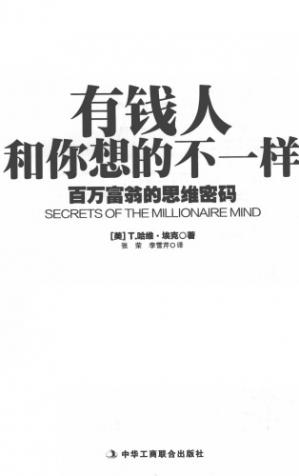 有钱人
和你想的不一样
百万富翁的思维密码
SECRETS OF THE MILLIONAIRE MIND
[美] T.哈维·埃克◎著
张 荣 李雪芹◎译
中华工商联合出版社